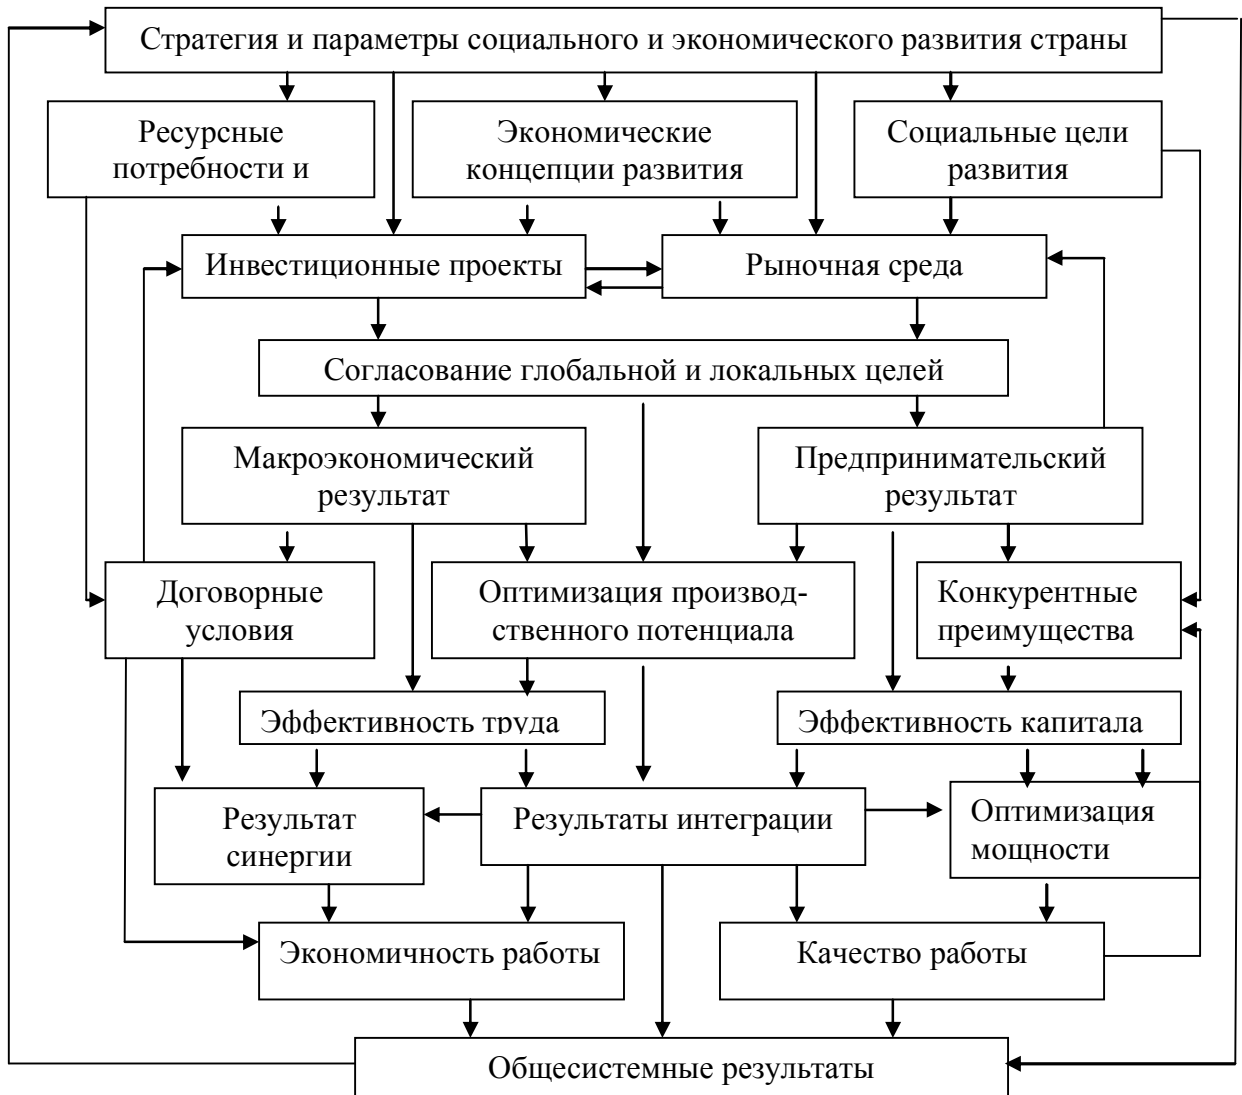 Стратегия и параметры социального и экономического развития страны
Ресурсные
потребности и
Экономические
концепции развития
Социальные цели
развития
Инвестиционные проекты
Рыночная среда
Согласование глобальной и локальных целей
Макроэкономический
результат
Предпринимательский
результат
Договорные
условия
Оптимизация производ-
ственного потенциала
Конкурентные
преимущества
Эффективность труда
Эффективность капитала
Результат
синергии
Результаты интеграции
Оптимизация
мощности
Экономичность работы
Качество работы
Общесистемные результаты